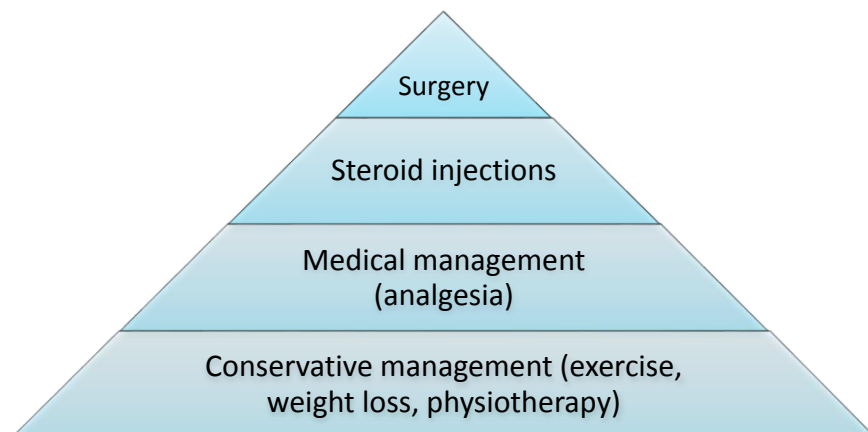 Surgery
Steroid injections
Medical management
(analgesia)
Conservative management (exercise,
weight loss, physiotherapy)